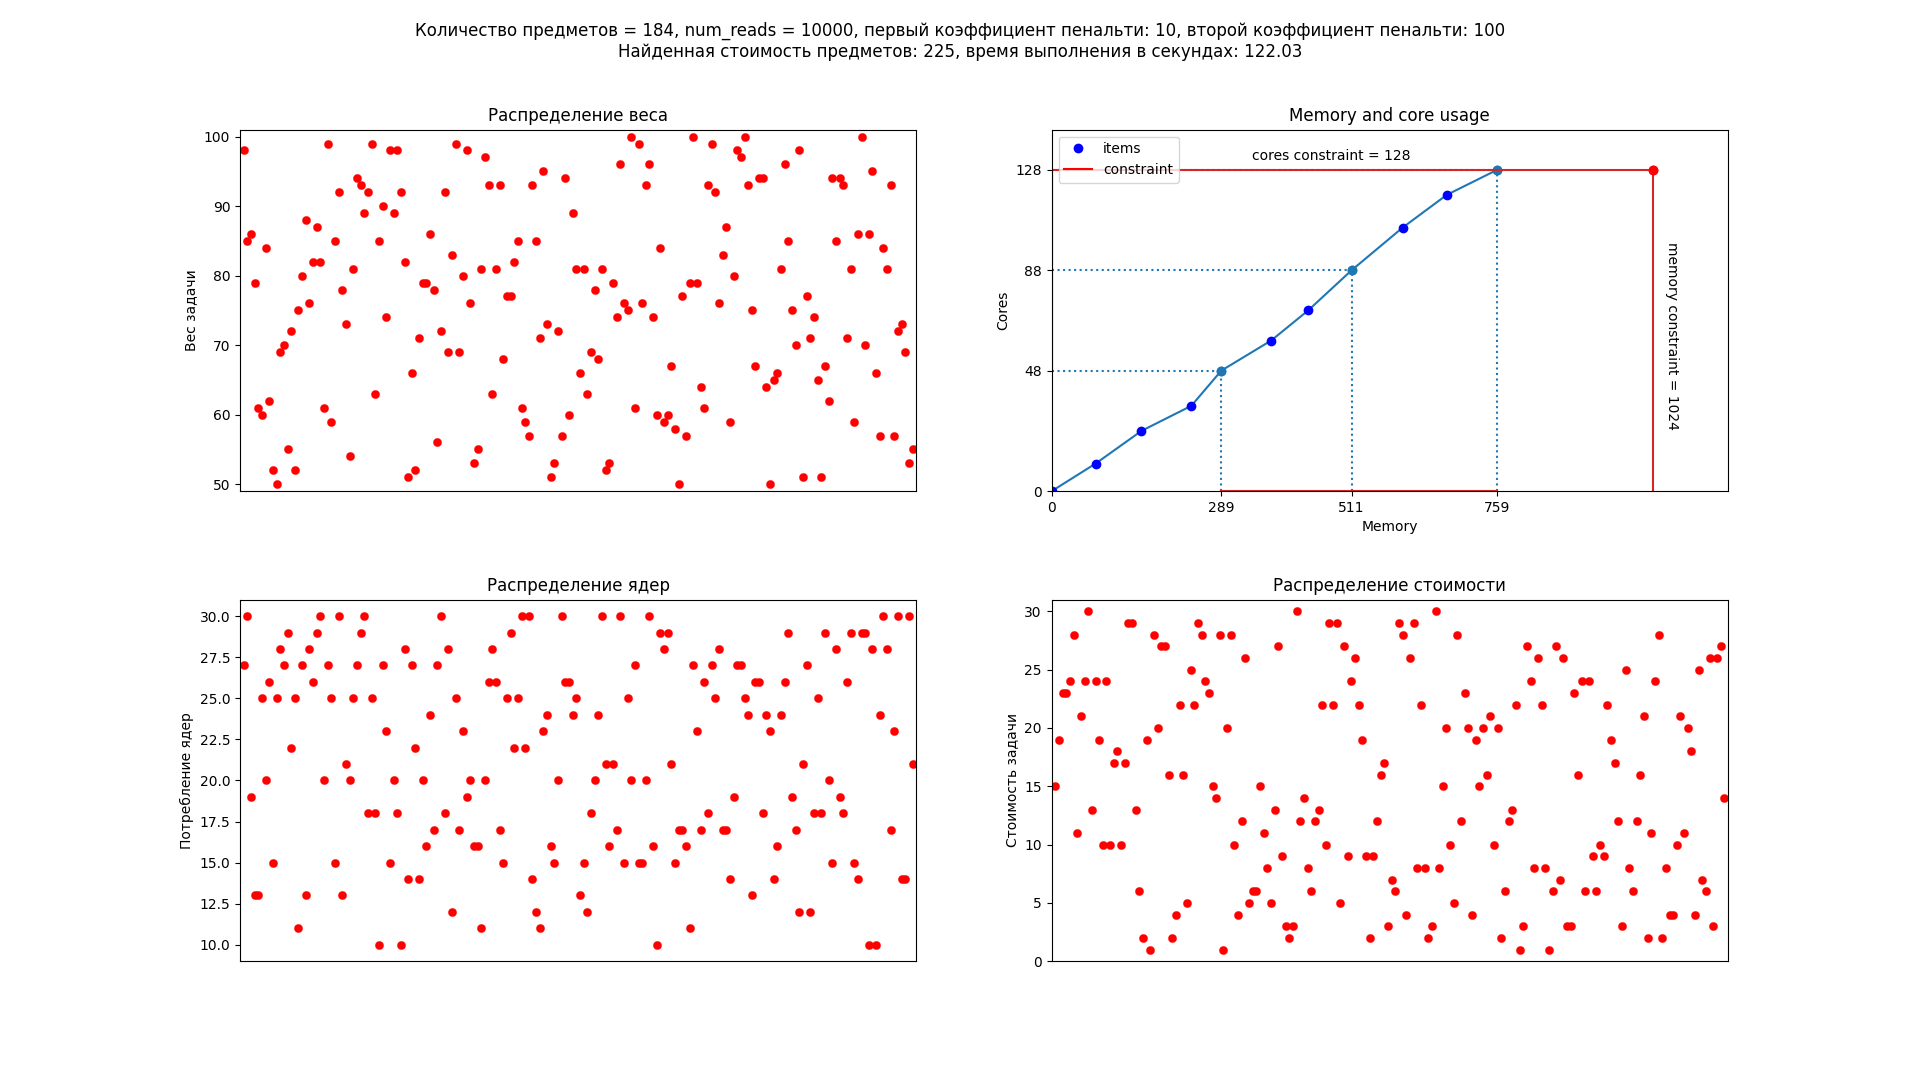 Количество предметов = 184, num_reads = 10000, первый коэффициент пенальти: 10, второй коэффициент пенальти: 100
Найденная стоимость предметов: 225, время выполнения в секундах: 122.03
Распределение веса
100
90
80
70
60
50
Вес задачи
Memory and core usage
items
constraint
cores constraint = 128
memory constraint = 1024
128
88
48
0
Cores
0
289
511
759
Memory
Распределение ядер
30.0
27.5
25.0
22.5
20.0
17.5
15.0
12.5
10.0
Потребление ядер
Распределение стоимости
30
25
20
15
10
5
0
Стоимость задачи